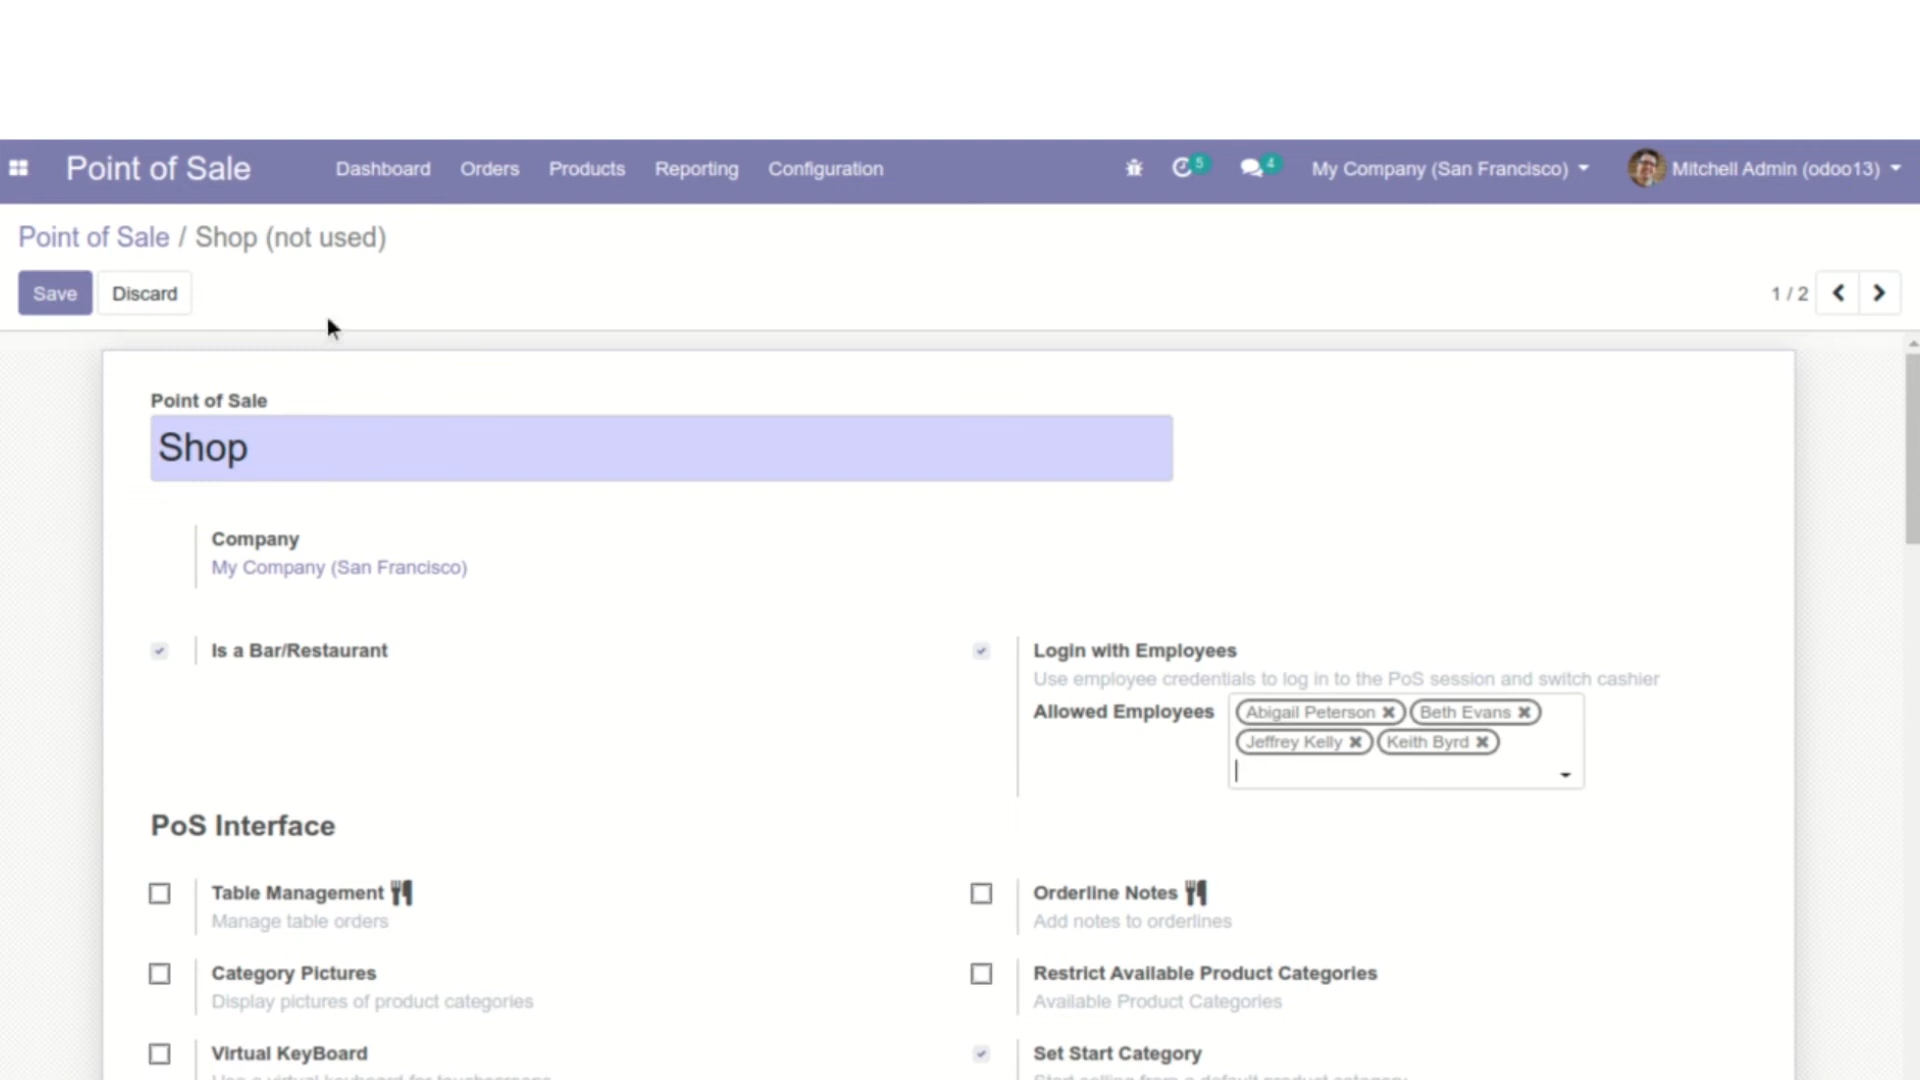 Point of Sale Dashboard Orders Products Reporting Configuration 5 4 My Company (San Francisco) Mitchell Admin (odoo13)
Point of Sale / Shop (not used)
Save Discard 1 / 2
Point of Sale
Shop
Company
My Company (San Francisco)
Is a Bar/Restaurant
Login with Employees
Use employee credentials to log in to the PoS session and switch cashier
Allowed Employees Abigail Peterson Beth Evans
Jeffrey Kelly Keith Byrd
PoS Interface
Table Management
Manage table orders
Orderline Notes
Add notes to orderlines
Category Pictures
Display pictures of product categories
Restrict Available Product Categories
Available Product Categories
Virtual KeyBoard
Set Start Category